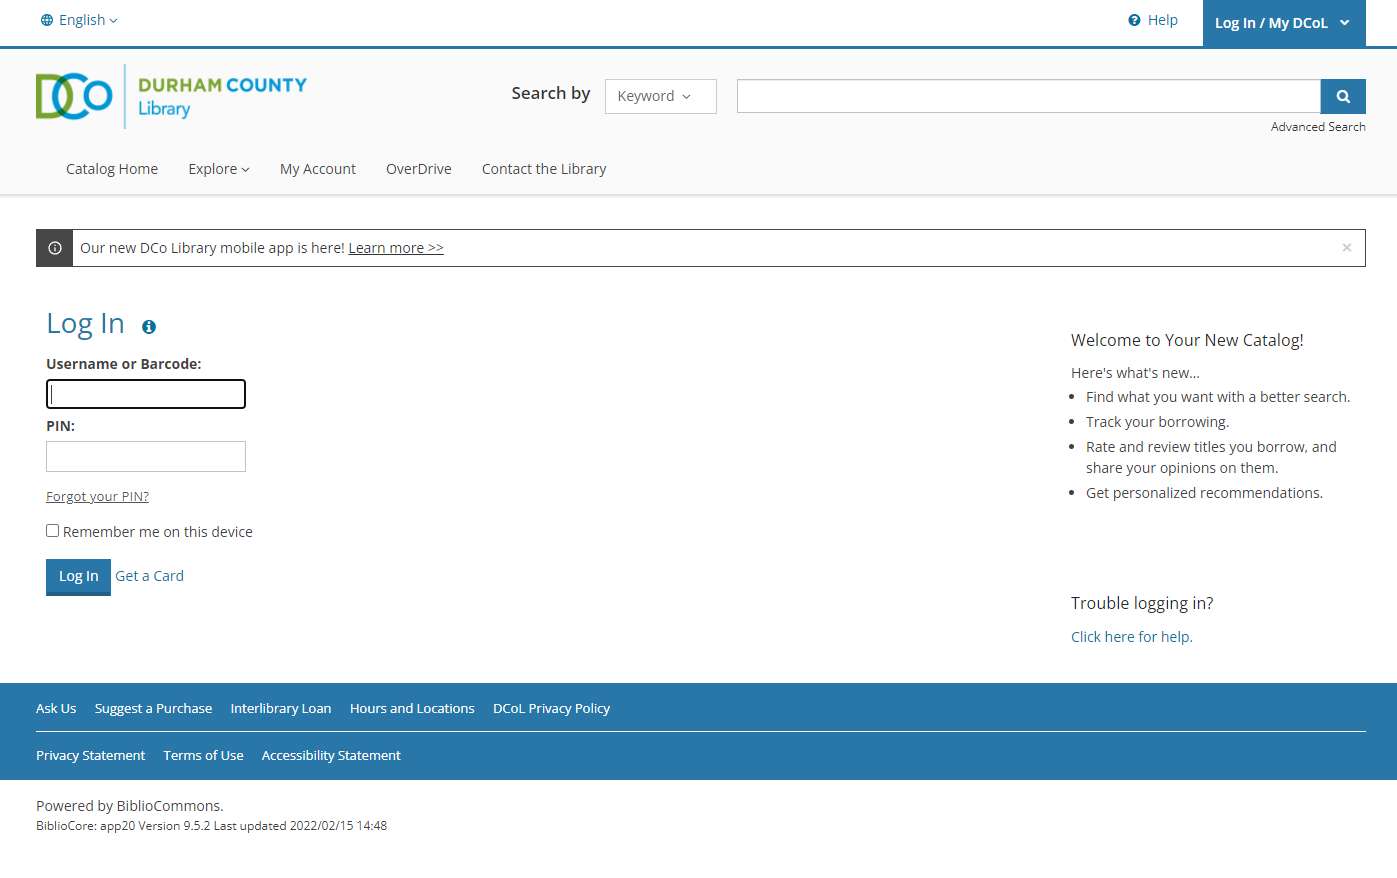 English
Help
Log In / My DCoL
DCo
DURHAM COUNTY
Library
Search by
Keyword
Advanced Search
Catalog Home
Explore
My Account
OverDrive
Contact the Library
Our new DCo Library mobile app is here! Learn more >>
Log In
Username or Barcode:
PIN:
Forgot your PIN?
Remember me on this device
Log In
Get a Card
Welcome to Your New Catalog!
Here's what's new...
Find what you want with a better search.
Track your borrowing.
Rate and review titles you borrow, and
share your opinions on them.
Get personalized recommendations.
Trouble logging in?
Click here for help.
Ask Us
Suggest a Purchase
Interlibrary Loan
Hours and Locations
DCoL Privacy Policy
Privacy Statement
Terms of Use
Accessibility Statement
Powered by BiblioCommons.
BiblioCore: app20 Version 9.5.2 Last updated 2022/02/15 14:48